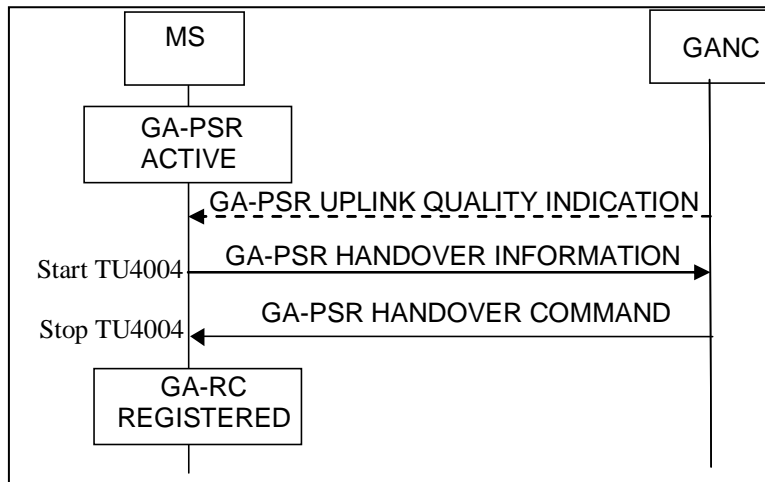 MS
GANC
GA-PSR
ACTIVE
GA-PSR UPLINK QUALITY INDICATION
Start TU4004
GA-PSR HANDOVER INFORMATION
GA-PSR HANDOVER COMMAND
Stop TU4004
GA-RC
REGISTERED